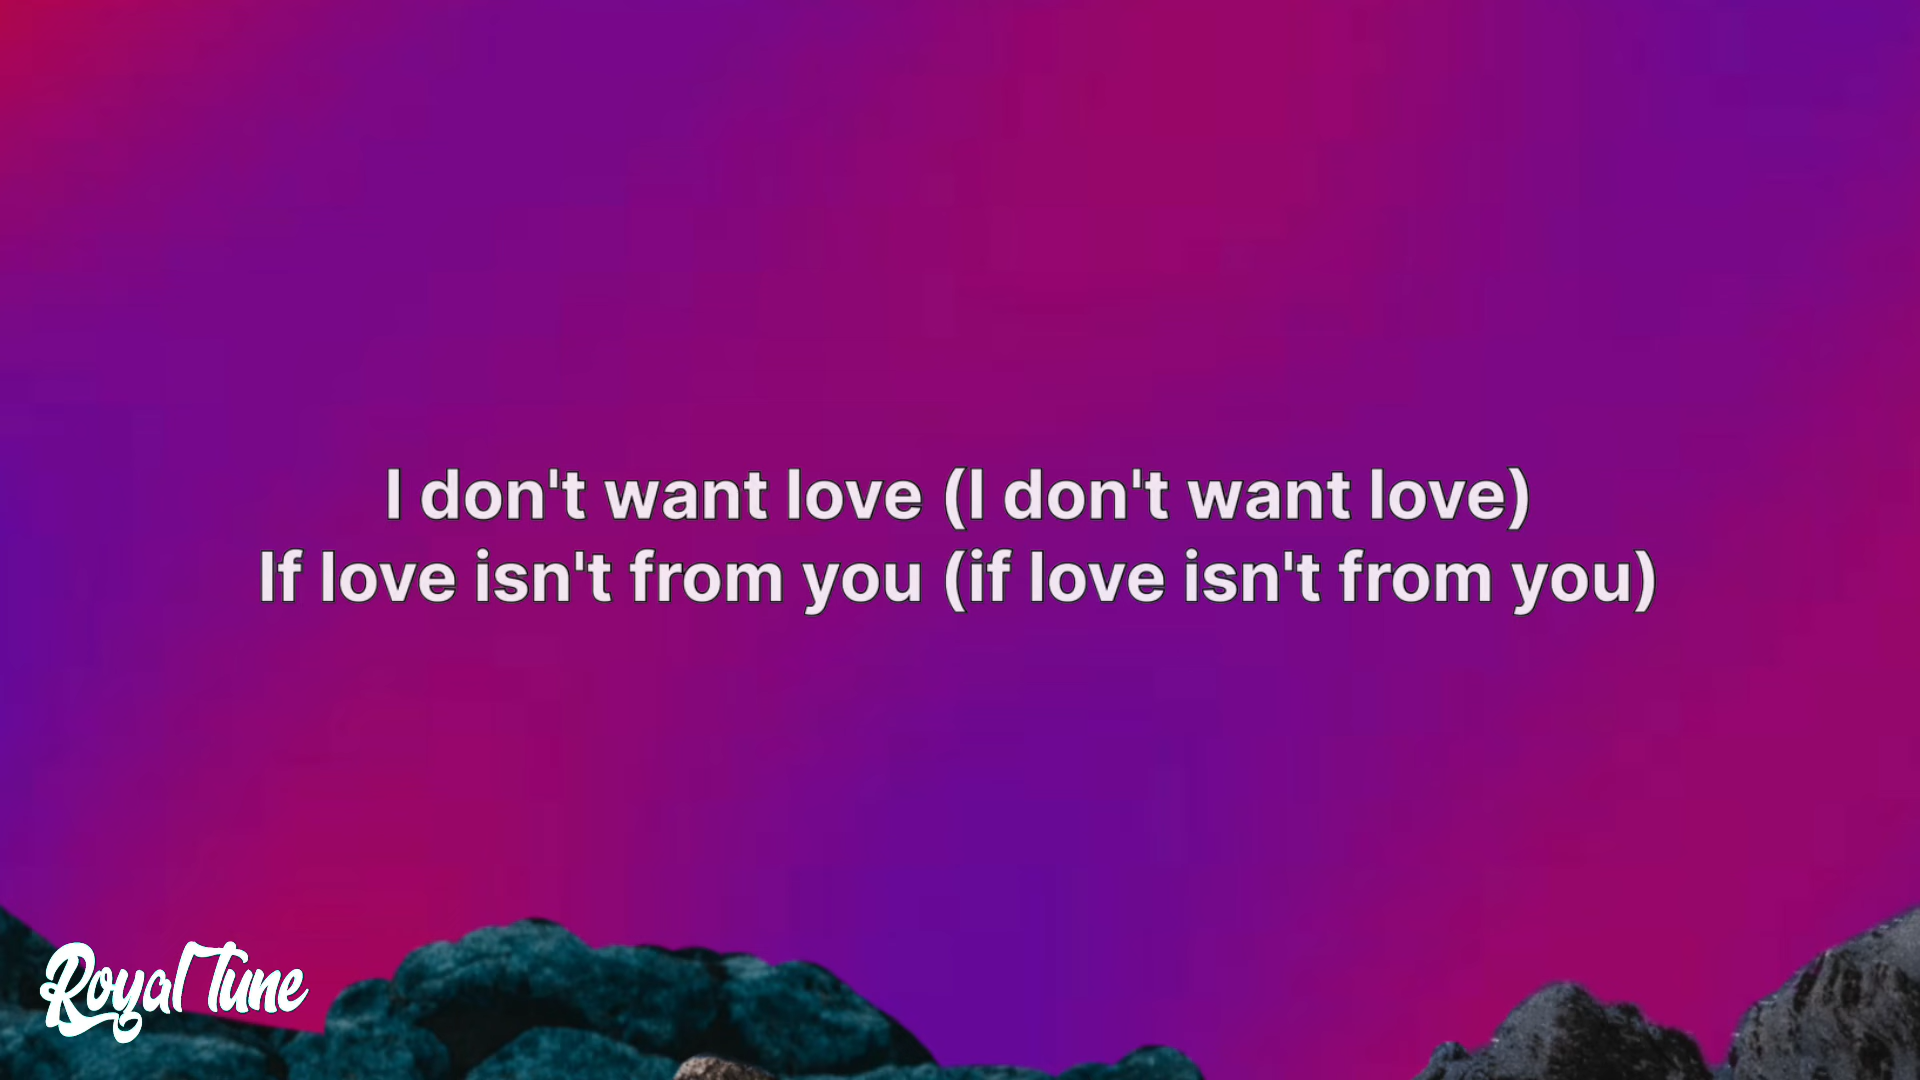 I don't want love (I don't want love)
If love isn't from you (if love isn't from you)
Royal Tune